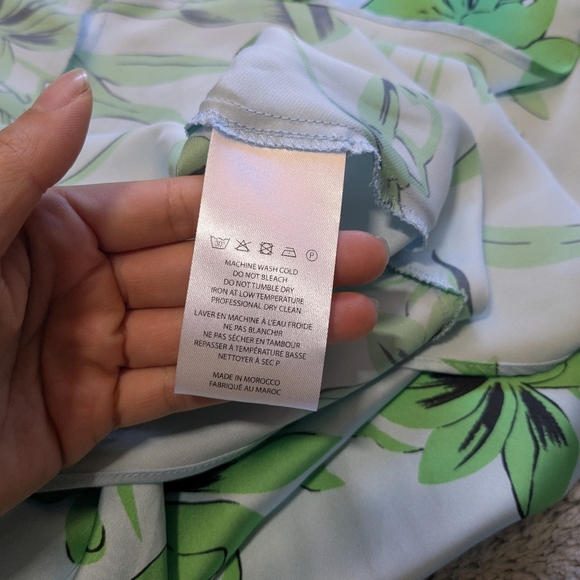 30° P
MACHINE WASH COLD
DO NOT BLEACH
DO NOT TUMBLE DRY
IRON AT LOW TEMPERATURE
PROFESSIONAL DRY CLEAN
LAVER EN MACHINE À L'EAU FROIDE
NE PAS BLANCHIR
NE PAS SÉCHER EN TAMBOUR
REPASSER À TEMPÉRATURE BASSE
NETTOYER À SEC P
MADE IN MOROCCO
FABRIQUÉ AU MAROC